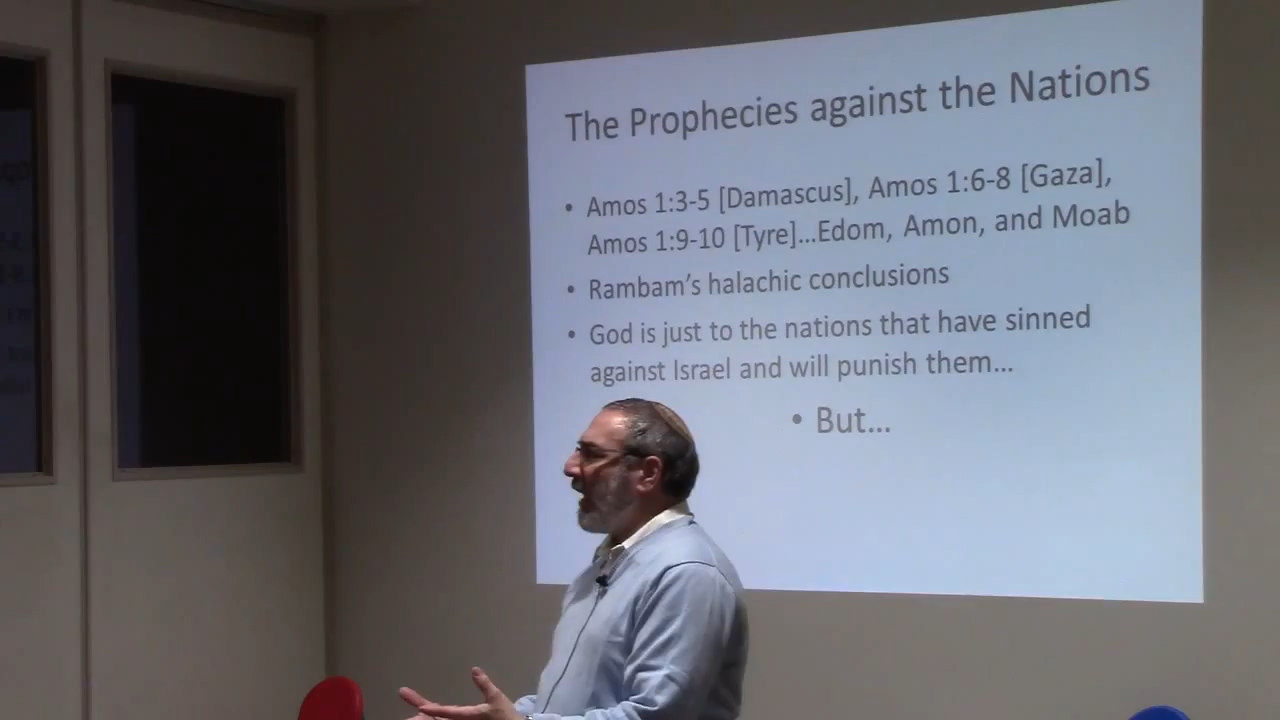 The Prophecies against the Nations
• Amos 1:3-5 [Damascus], Amos 1:6-8 [Gaza],
Amos 1:9-10 [Tyre]...Edom, Amon, and Moab
• Rambam's halachic conclusions
• God is just to the nations that have sinned
against Israel and will punish them...
• But...